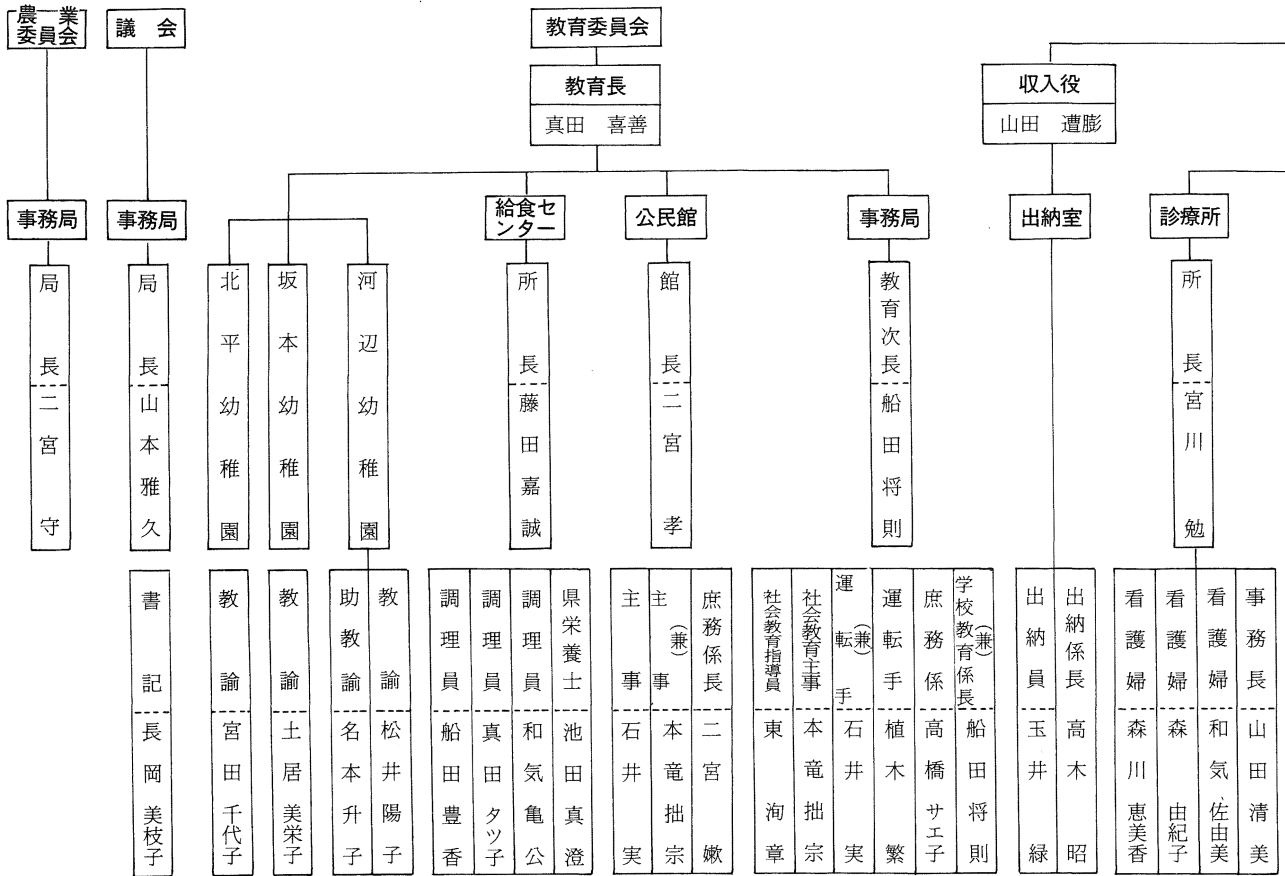 農業
委員会
議会
教育委員会
教育長
真田 喜善
収入役
山田 遭膨
事務局
事務局
給食セ
ンター
公民館
事務局
出納室
診療所
局長 二宮 守
局長 山本雅久
北平幼稚園
坂本幼稚園
河辺幼稚園
所長 藤田嘉誠
館長 二宮 孝
教育次長 船田将則
所長 宮川 勉
書記 長岡美枝子
教諭 宮田千代子
教諭 土居美栄子
助教諭 名本升子
教諭 松井陽子
調理員 船田豊香
調理員 真田タツ子
調理員 和気亀公
県栄養士 池田真澄
主事 石井 実
主事(兼) 本竜拙宗
庶務係長 二宮 嫩
社会教育指導員 東 洵章
社会教育主事 本竜拙宗
運転手(兼) 石井 実
運転手 植木 繁
庶務係 高橋サエ子
学校教育係長(兼) 船田将則
出納員 玉井 緑
出納係長 高木 昭
看護婦 森川恵美香
看護婦 森 由紀子
看護婦 和気佐由美
事務長 山田清美